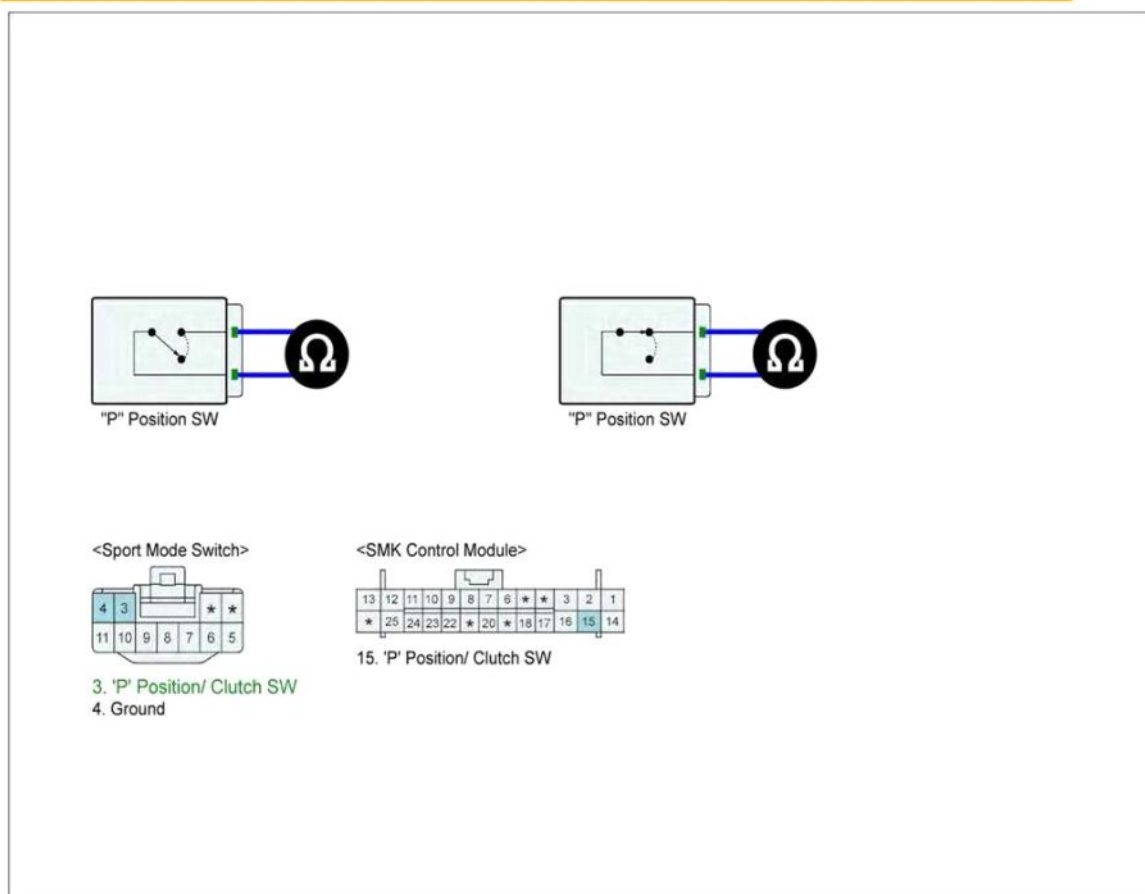 Ω
Ω
"P" Position SW
"P" Position SW
<Sport Mode Switch>
4 3 * *
11 10 9 8 7 6 5
3. 'P' Position/ Clutch SW
4. Ground
<SMK Control Module>
13 12 11 10 9 8 7 6 * * 3 2 1
* 25 24 23 22 * 20 * 18 17 16 15 14
15. 'P' Position/ Clutch SW